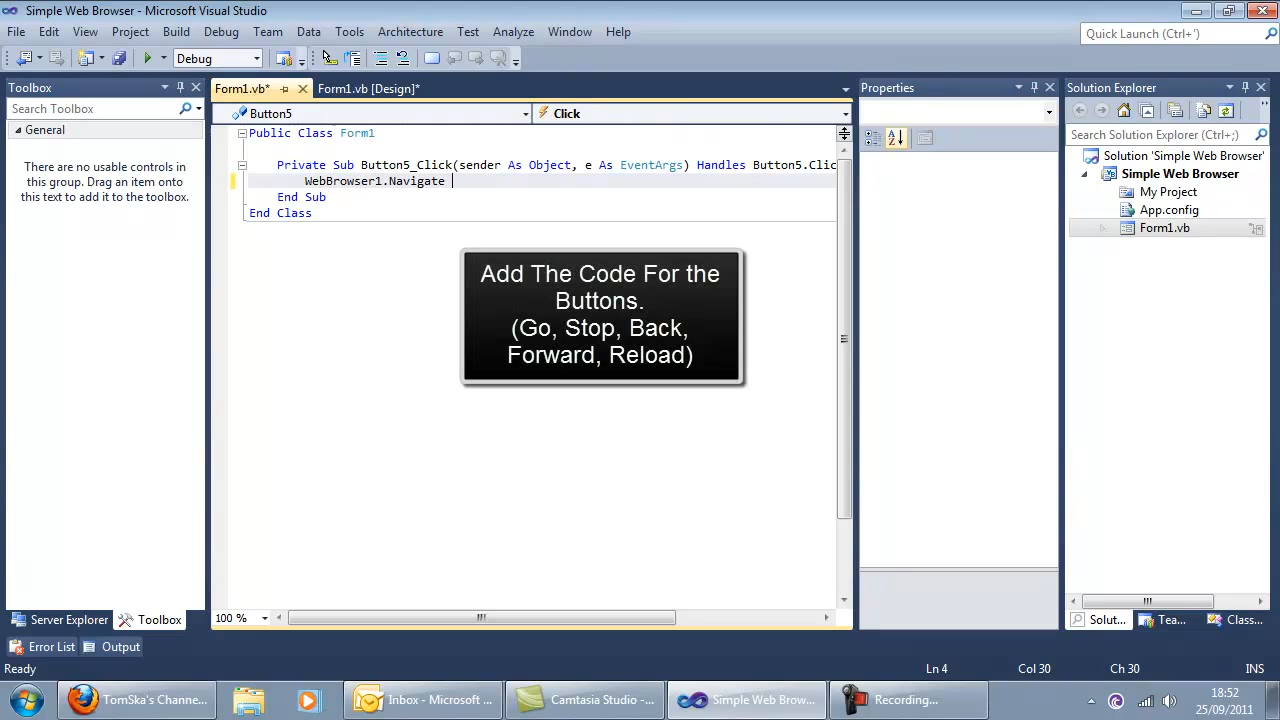 Simple Web Browser - Microsoft Visual Studio
File Edit View Project Build Debug Team Data Tools Architecture Test Analyze Window Help
Quick Launch (Ctrl+')
Debug
Toolbox
Search Toolbox
General
There are no usable controls in
this group. Drag an item onto
this text to add it to the toolbox.
Server Explorer Toolbox
Form1.vb* Form1.vb [Design]*
Button5 Click
Public Class Form1
Private Sub Button5_Click(sender As Object, e As EventArgs) Handles Button5.Clic
WebBrowser1.Navigate
End Sub
End Class
Add The Code For the
Buttons.
(Go, Stop, Back,
Forward, Reload)
100 %
Properties
Solution Explorer
Search Solution Explorer (Ctrl+;)
Solution 'Simple Web Browser'
Simple Web Browser
My Project
App.config
Form1.vb
Solut... Tea... Class...
Error List Output
Ready Ln 4 Col 30 Ch 30 INS
TomSka's Channe... Inbox - Microsoft ... Camtasia Studio -... Simple Web Brow... Recording...
18:52
25/09/2011